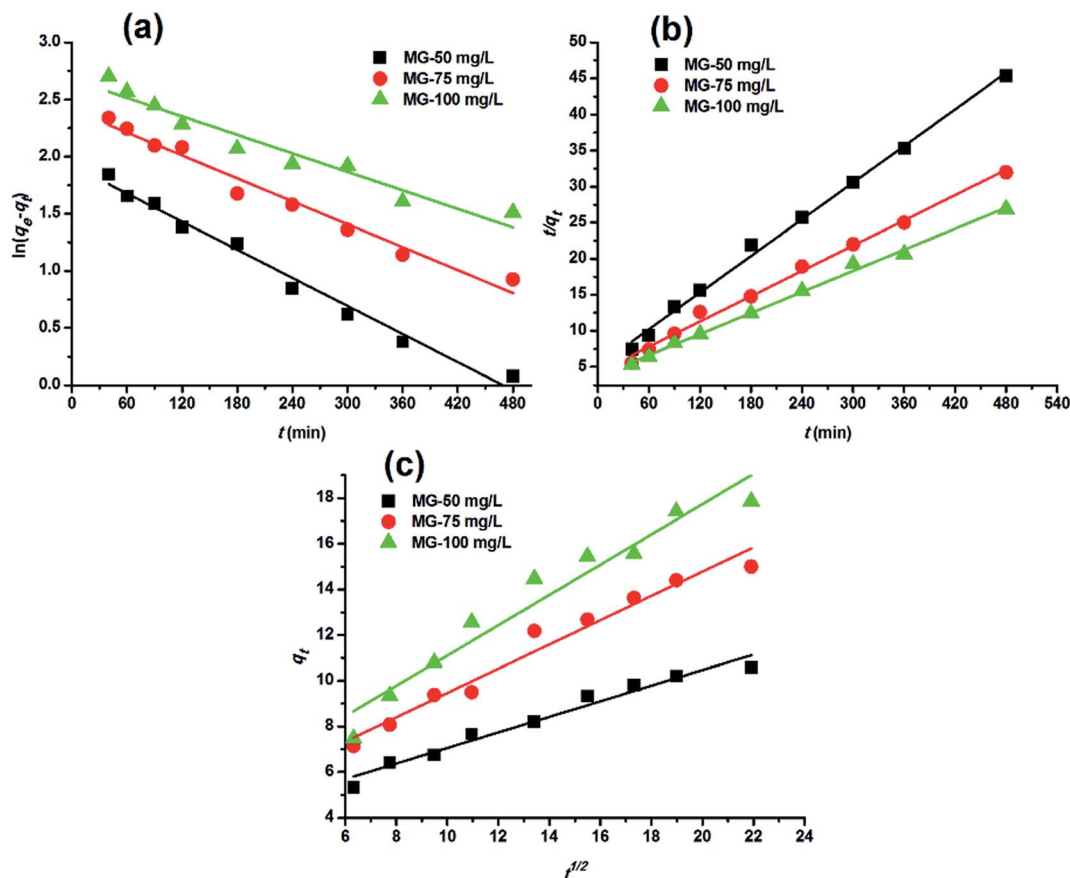 (a)
MG-50 mg/L
MG-75 mg/L
MG-100 mg/L
3.0
2.5
2.0
1.5
1.0
0.5
0.0
ln(qe-qt)
0 60 120 180 240 300 360 420 480
t (min)
(b)
MG-50 mg/L
MG-75 mg/L
MG-100 mg/L
50
45
40
35
30
25
20
15
10
5
t/qt
0 60 120 180 240 300 360 420 480 540
t (min)
(c)
MG-50 mg/L
MG-75 mg/L
MG-100 mg/L
18
16
14
12
10
8
6
4
qt
6 8 10 12 14 16 18 20 22 24
t1/2